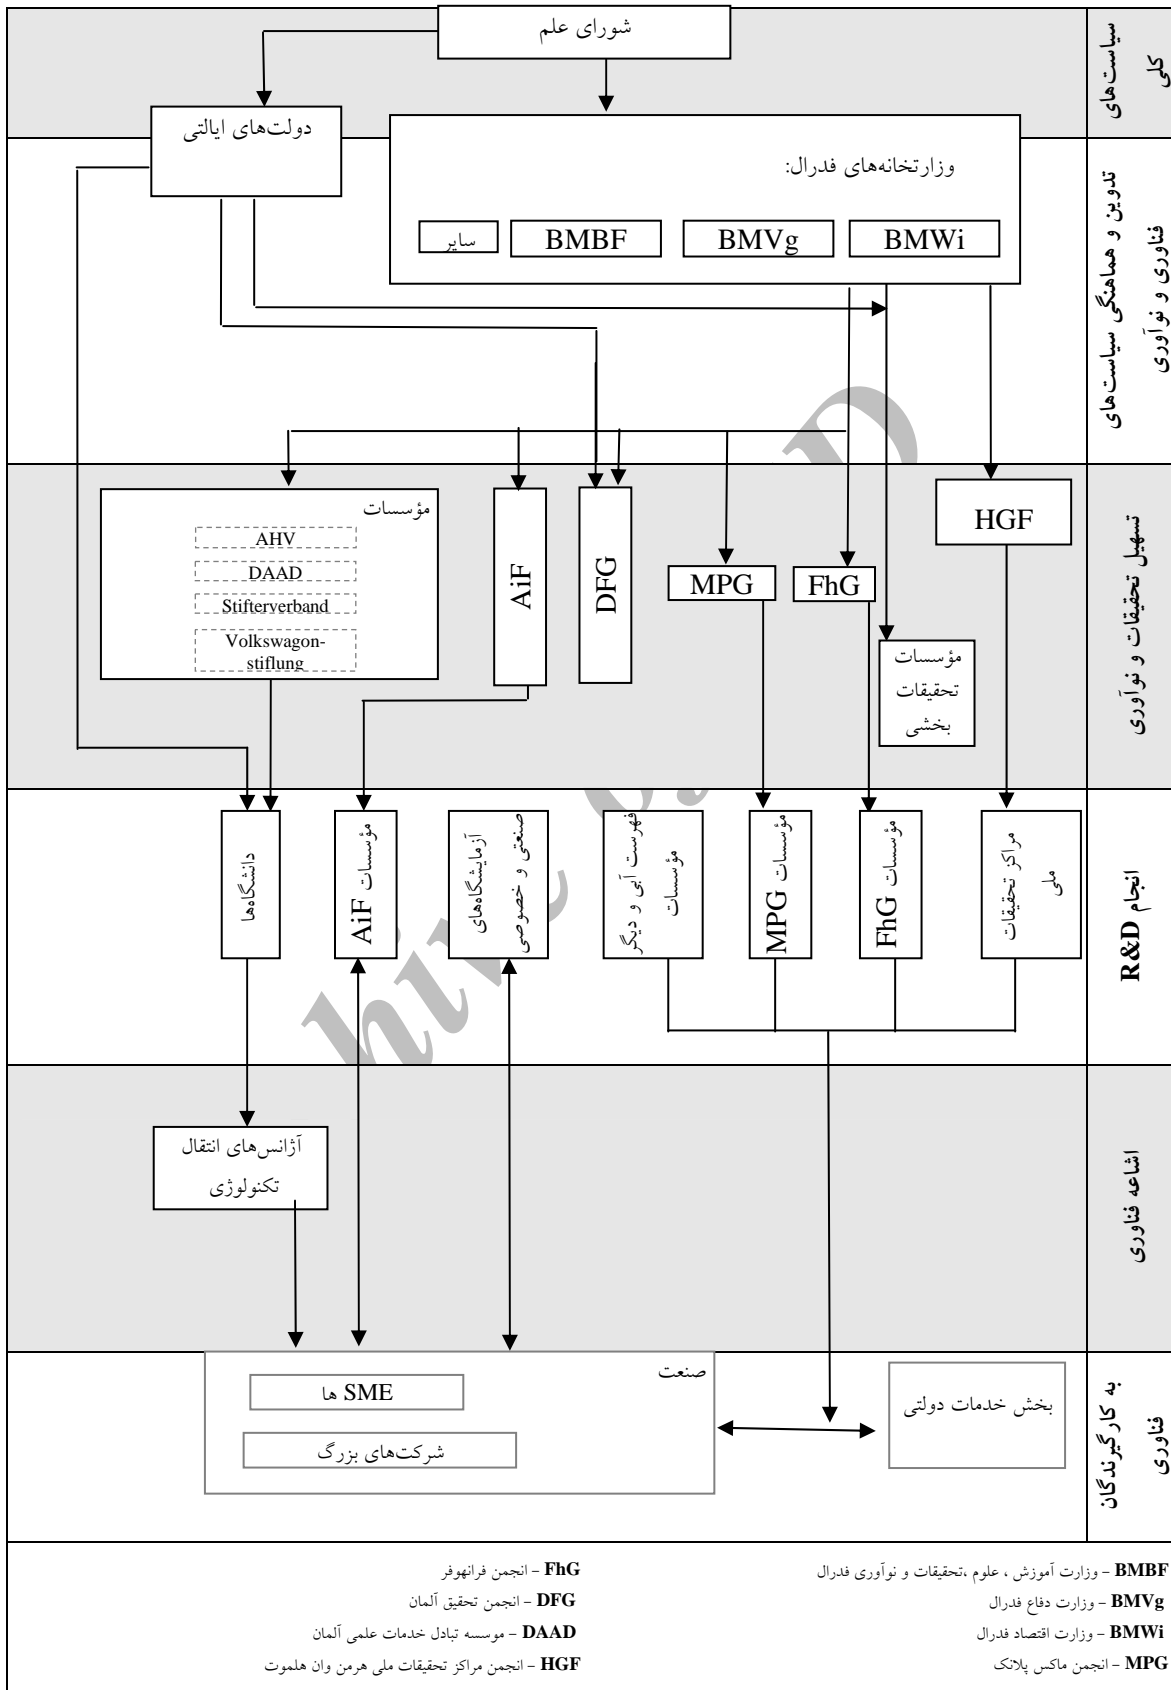 سیاست‌های
کلی
شورای علم
دولت‌های ایالتی
تدوین و هماهنگی سیاست‌های
فناوری و نوآوری
وزارتخانه‌های فدرال:
BMWi
BMVg
BMBF
سایر
تسهیل تحقیقات و نوآوری
HGF
FhG
MPG
DFG
AiF
مؤسسات
AHV
DAAD
Stifterverband
Volkswagon-
stiflung
مؤسسات
تحقیقات
بخشی
انجام R&D
مراکز تحقیقات
ملی
مؤسسات FhG
مؤسسات MPG
فهرست آبی و دیگر
مؤسسات
آزمایشگاه‌های
صنعتی و خصوصی
مؤسسات AiF
دانشگاه‌ها
اشاعه فناوری
آژانس‌های انتقال
تکنولوژی
به کارگیرندگان
فناوری
بخش خدمات دولتی
صنعت
SME ها
شرکت‌های بزرگ
BMBF – وزارت آموزش ، علوم ،تحقیقات و نوآوری فدرال
BMVg – وزارت دفاع فدرال
BMWi – وزارت اقتصاد فدرال
MPG – انجمن ماکس پلانک
FhG – انجمن فرانهوفر
DFG – انجمن تحقیق آلمان
DAAD – موسسه تبادل خدمات علمی آلمان
HGF – انجمن مراکز تحقیقات ملی هرمن وان هلموت